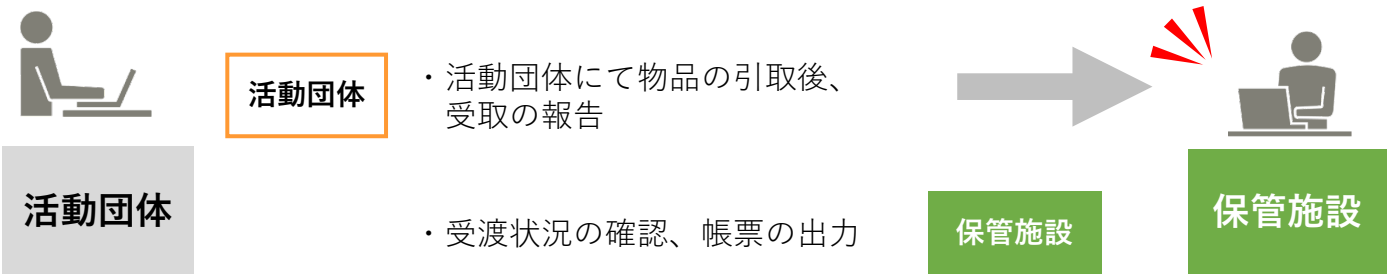 活動団体
・活動団体にて物品の引取後、
受取の報告
活動団体
・受渡状況の確認、帳票の出力
保管施設
保管施設